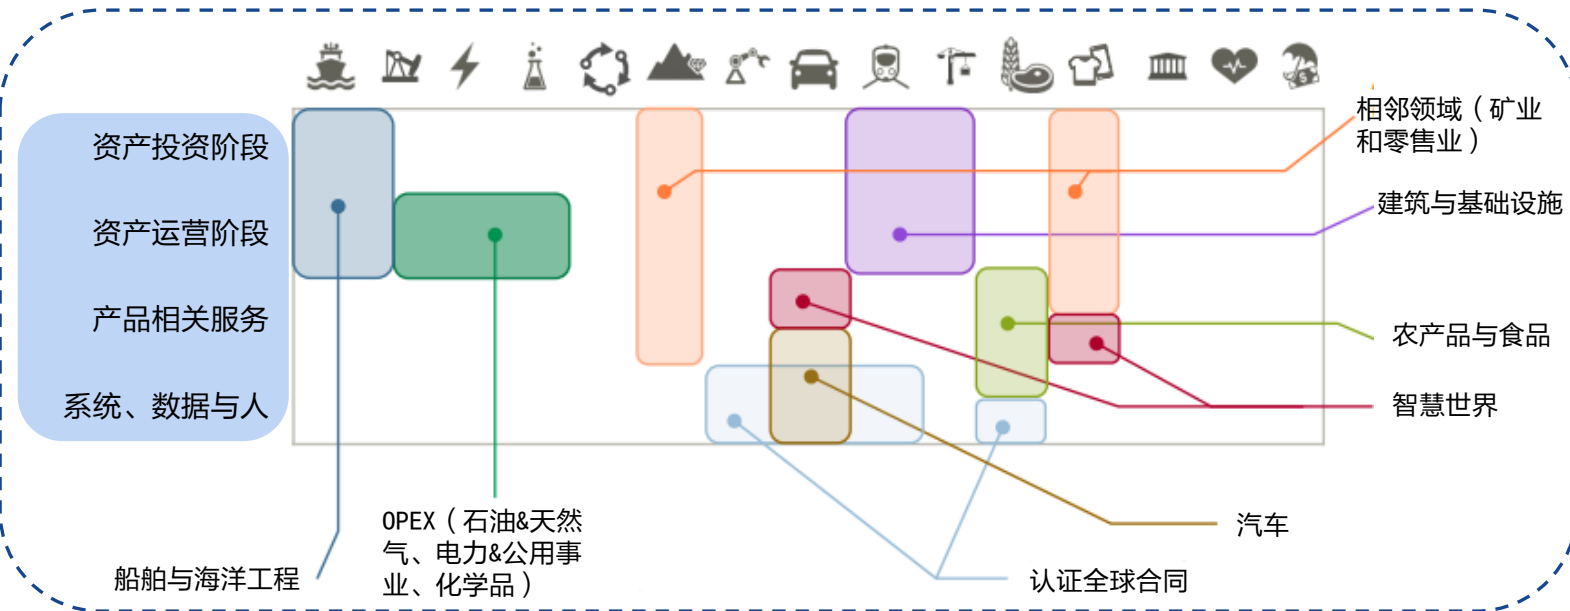 资产投资阶段
资产运营阶段
产品相关服务
系统、数据与人
相邻领域（矿业
和零售业）
建筑与基础设施
农产品与食品
智慧世界
汽车
认证全球合同
OPEX（石油&天然
气、电力&公用事
业、化学品）
船舶与海洋工程